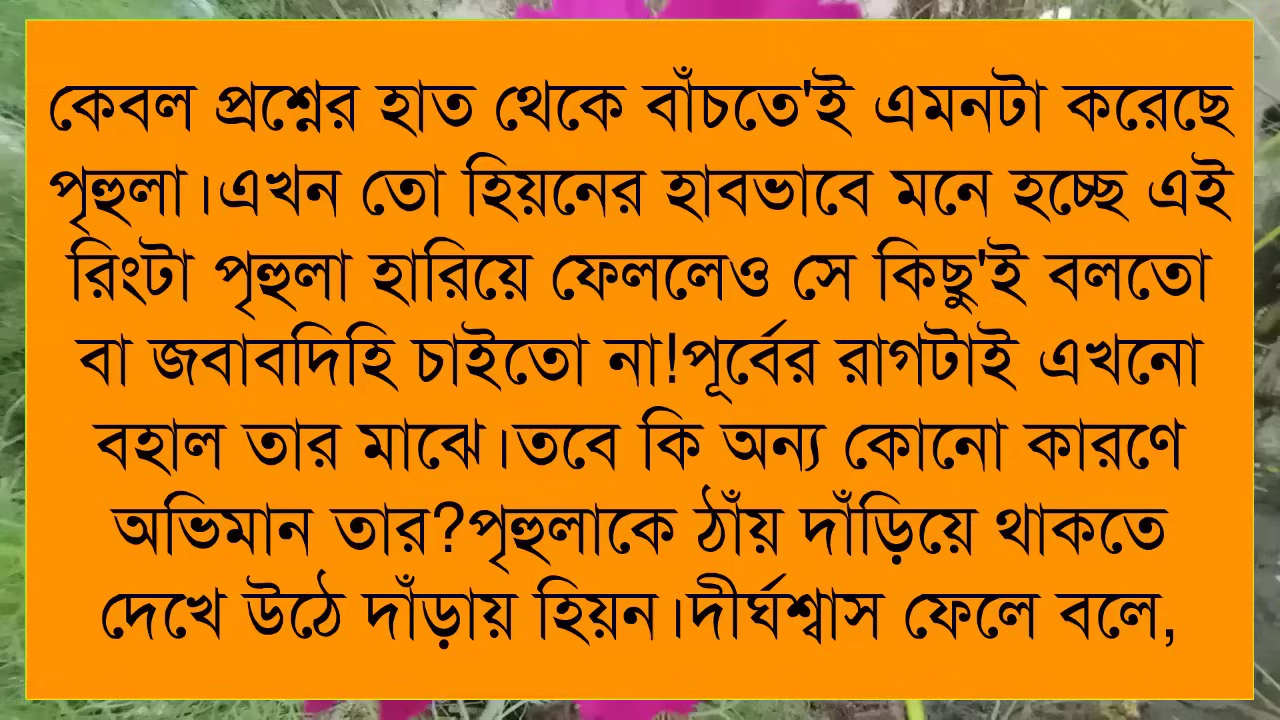 কেবল প্রশ্নের হাত থেকে বাঁচতে'ই এমনটা করেছে
পৃহুলা।এখন তো হিয়নের হাবভাবে মনে হচ্ছে এই
রিংটা পৃহুলা হারিয়ে ফেললেও সে কিছু'ই বলতো
বা জবাবদিহি চাইতো না!পূর্বের রাগটাই এখনো
বহাল তার মাঝে।তবে কি অন্য কোনো কারণে
অভিমান তার?পৃহুলাকে ঠাঁয় দাঁড়িয়ে থাকতে
দেখে উঠে দাঁড়ায় হিয়ন।দীর্ঘশ্বাস ফেলে বলে,